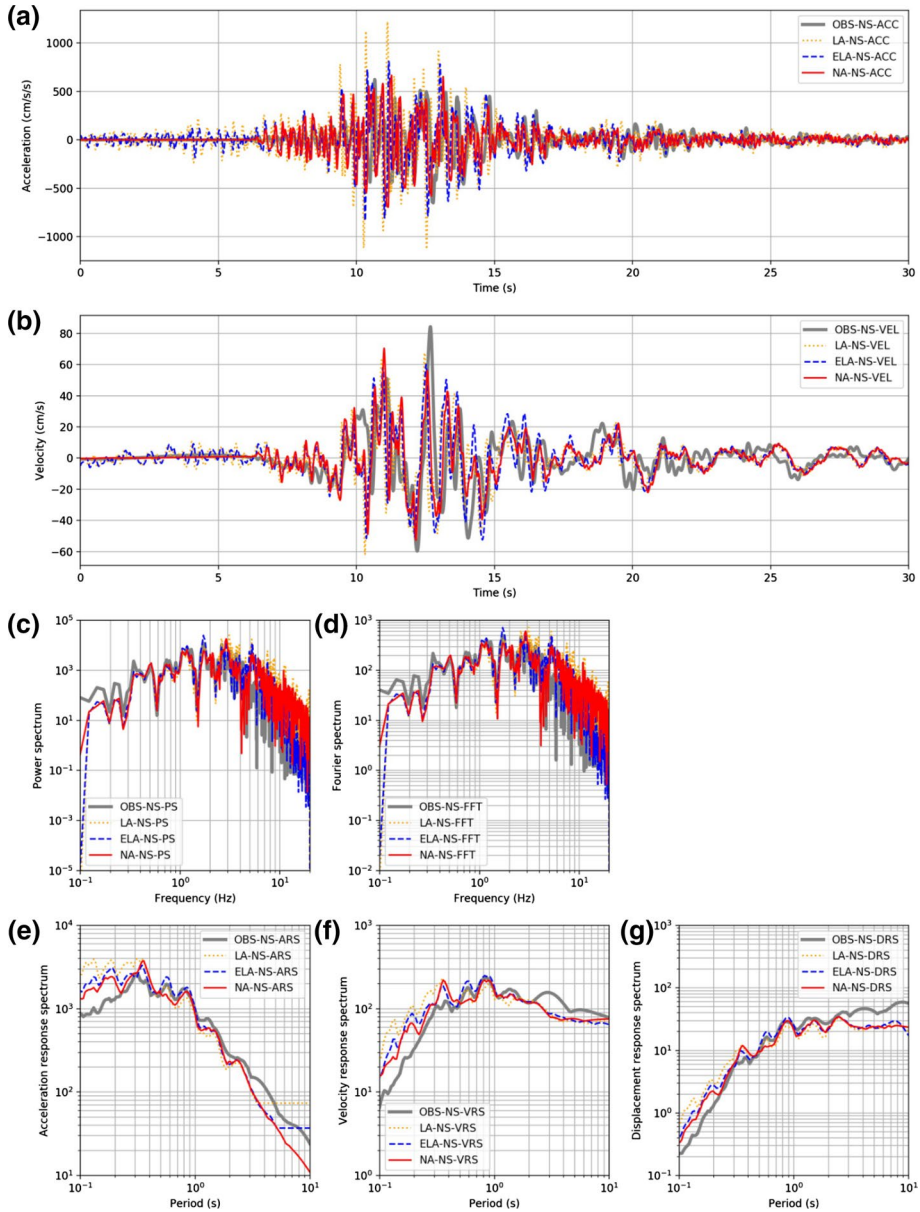 (a)
Acceleration (cm/s/s)
1000
500
0
−500
−1000
OBS-NS-ACC
LA-NS-ACC
ELA-NS-ACC
NA-NS-ACC
0 5 10 15 20 25 30
Time (s)
(b)
Velocity (cm/s)
80
60
40
20
0
−20
−40
−60
OBS-NS-VEL
LA-NS-VEL
ELA-NS-VEL
NA-NS-VEL
0 5 10 15 20 25 30
Time (s)
(c)
Power spectrum
10^5
10^3
10^1
10^−1
10^−3
10^−5
OBS-NS-PS
LA-NS-PS
ELA-NS-PS
NA-NS-PS
10^−1 10^0 10^1
Frequency (Hz)
(d)
Fourier spectrum
10^3
10^2
10^1
10^0
10^−1
10^−2
OBS-NS-FFT
LA-NS-FFT
ELA-NS-FFT
NA-NS-FFT
10^−1 10^0 10^1
Frequency (Hz)
(e)
Acceleration response spectrum
10^4
10^3
10^2
10^1
OBS-NS-ARS
LA-NS-ARS
ELA-NS-ARS
NA-NS-ARS
10^−1 10^0 10^1
Period (s)
(f)
Velocity response spectrum
10^3
10^2
10^1
10^0
OBS-NS-VRS
LA-NS-VRS
ELA-NS-VRS
NA-NS-VRS
10^−1 10^0 10^1
Period (s)
(g)
Displacement response spectrum
10^3
10^2
10^1
10^0
10^−1
OBS-NS-DRS
LA-NS-DRS
ELA-NS-DRS
NA-NS-DRS
10^−1 10^0 10^1
Period (s)